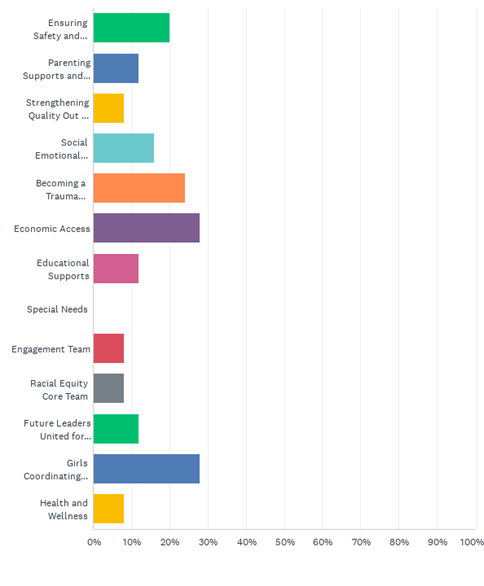 Ensuring
Safety and...
Parenting
Supports and...
Strengthening
Quality Out ...
Social
Emotional...
Becoming a
Trauma...
Economic Access
Educational
Supports
Special Needs
Engagement Team
Racial Equity
Core Team
Future Leaders
United for...
Girls
Coordinating...
Health and
Wellness
0% 10% 20% 30% 40% 50% 60% 70% 80% 90% 100%